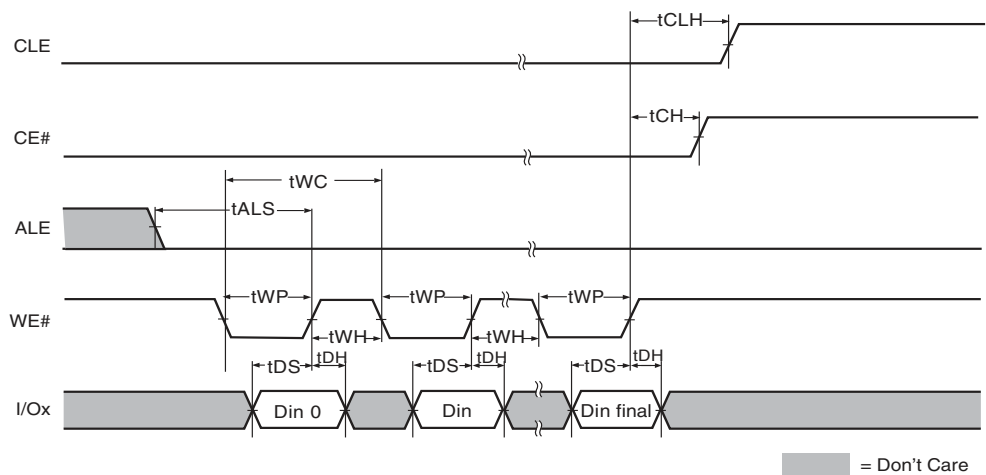 tCLH
CLE
tCH
CE#
tWC
tALS
ALE
tWP tWP tWP
WE#
tWH tWH
tDS tDH tDS tDH tDS tDH
I/Ox Din 0 Din Din final
= Don't Care